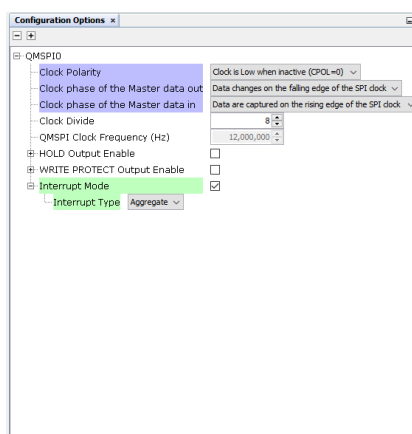 Configuration Options ×
QMSPI0
Clock Polarity Clock is Low when inactive (CPOL=0)
Clock phase of the Master data out Data changes on the falling edge of the SPI clock
Clock phase of the Master data in Data are captured on the rising edge of the SPI clock
Clock Divide 8
QMSPI Clock Frequency (Hz) 12,000,000
HOLD Output Enable
WRITE PROTECT Output Enable
Interrupt Mode
Interrupt Type Aggregate